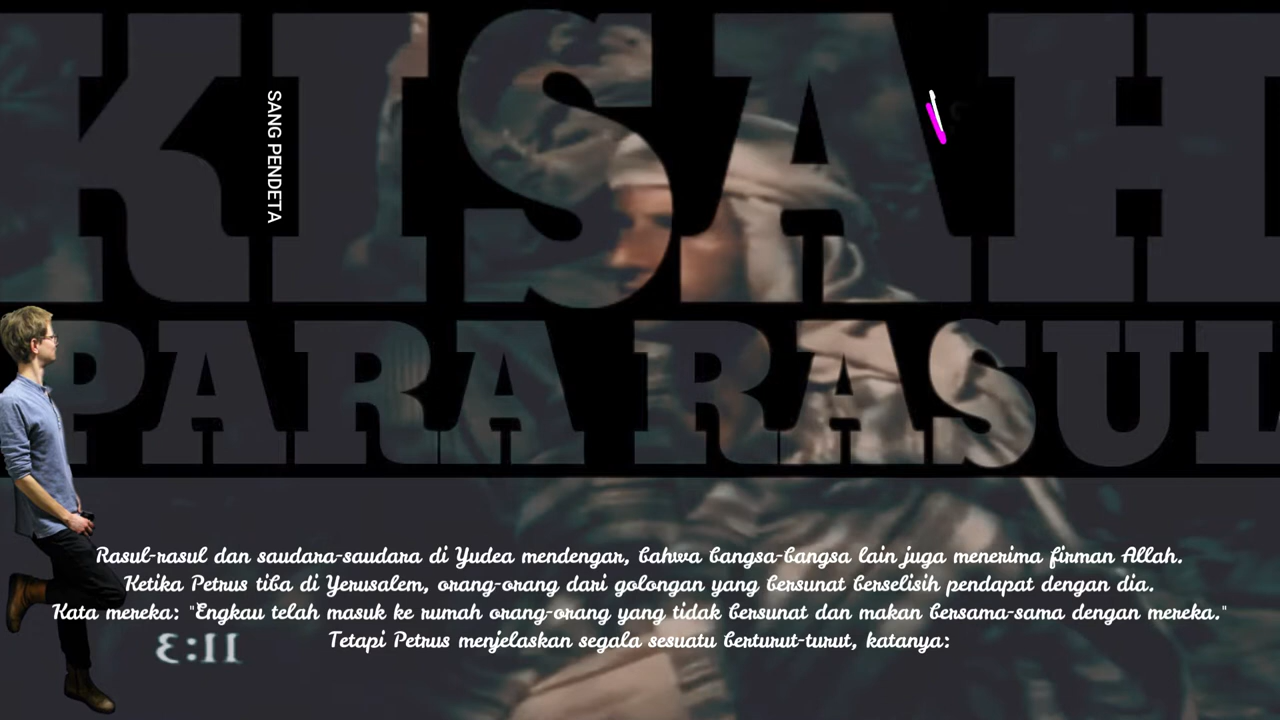 KISAH
SANG PENDETA
PARA RASUL
Rasul-rasul dan saudara-saudara di Yudea mendengar, bahwa bangsa-bangsa lain juga menerima firman Allah.
Ketika Petrus tiba di Yerusalem, orang-orang dari golongan yang bersunat berselisih pendapat dengan dia.
Kata mereka: "Engkau telah masuk ke rumah orang-orang yang tidak bersunat dan makan bersama-sama dengan mereka."
Tetapi Petrus menjelaskan segala sesuatu berturut-turut, katanya:
11:3